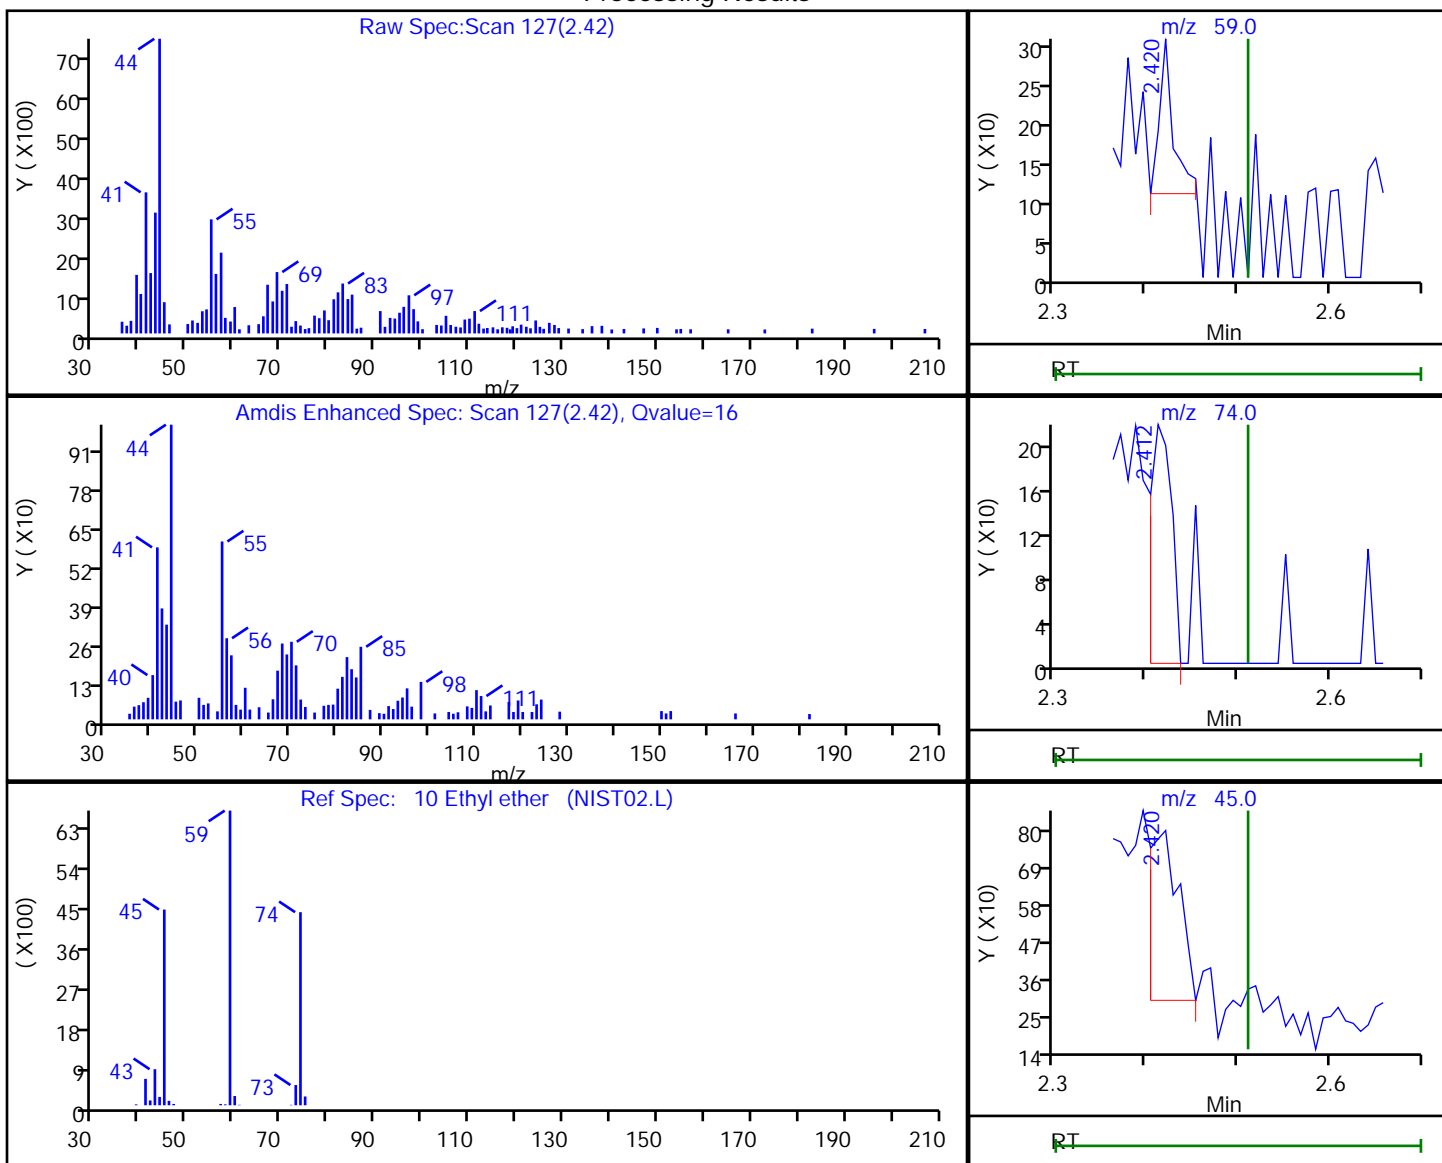 Processing Results
Raw Spec:Scan 127(2.42)
Y ( X100)
70
60
50
40
30
20
10
0
44
41
55
69
83
97
111
30 50 70 90 110 130 150 170 190 210
m/z
m/z 59.0
Y ( X10)
30
25
20
15
10
5
0
2.420
2.3 2.6
Min
RT
Amdis Enhanced Spec: Scan 127(2.42), Qvalue=16
Y ( X10)
91
78
65
52
39
26
13
0
44
41
55
56
70
85
40
98
111
30 50 70 90 110 130 150 170 190 210
m/z
m/z 74.0
Y ( X10)
20
16
12
8
4
0
2.412
2.3 2.6
Min
RT
Ref Spec: 10 Ethyl ether (NIST02.L)
( X100)
63
54
45
36
27
18
9
0
59
45
74
43
73
30 50 70 90 110 130 150 170 190 210
m/z 45.0
Y ( X10)
80
69
58
47
36
25
14
2.420
2.3 2.6
Min
RT